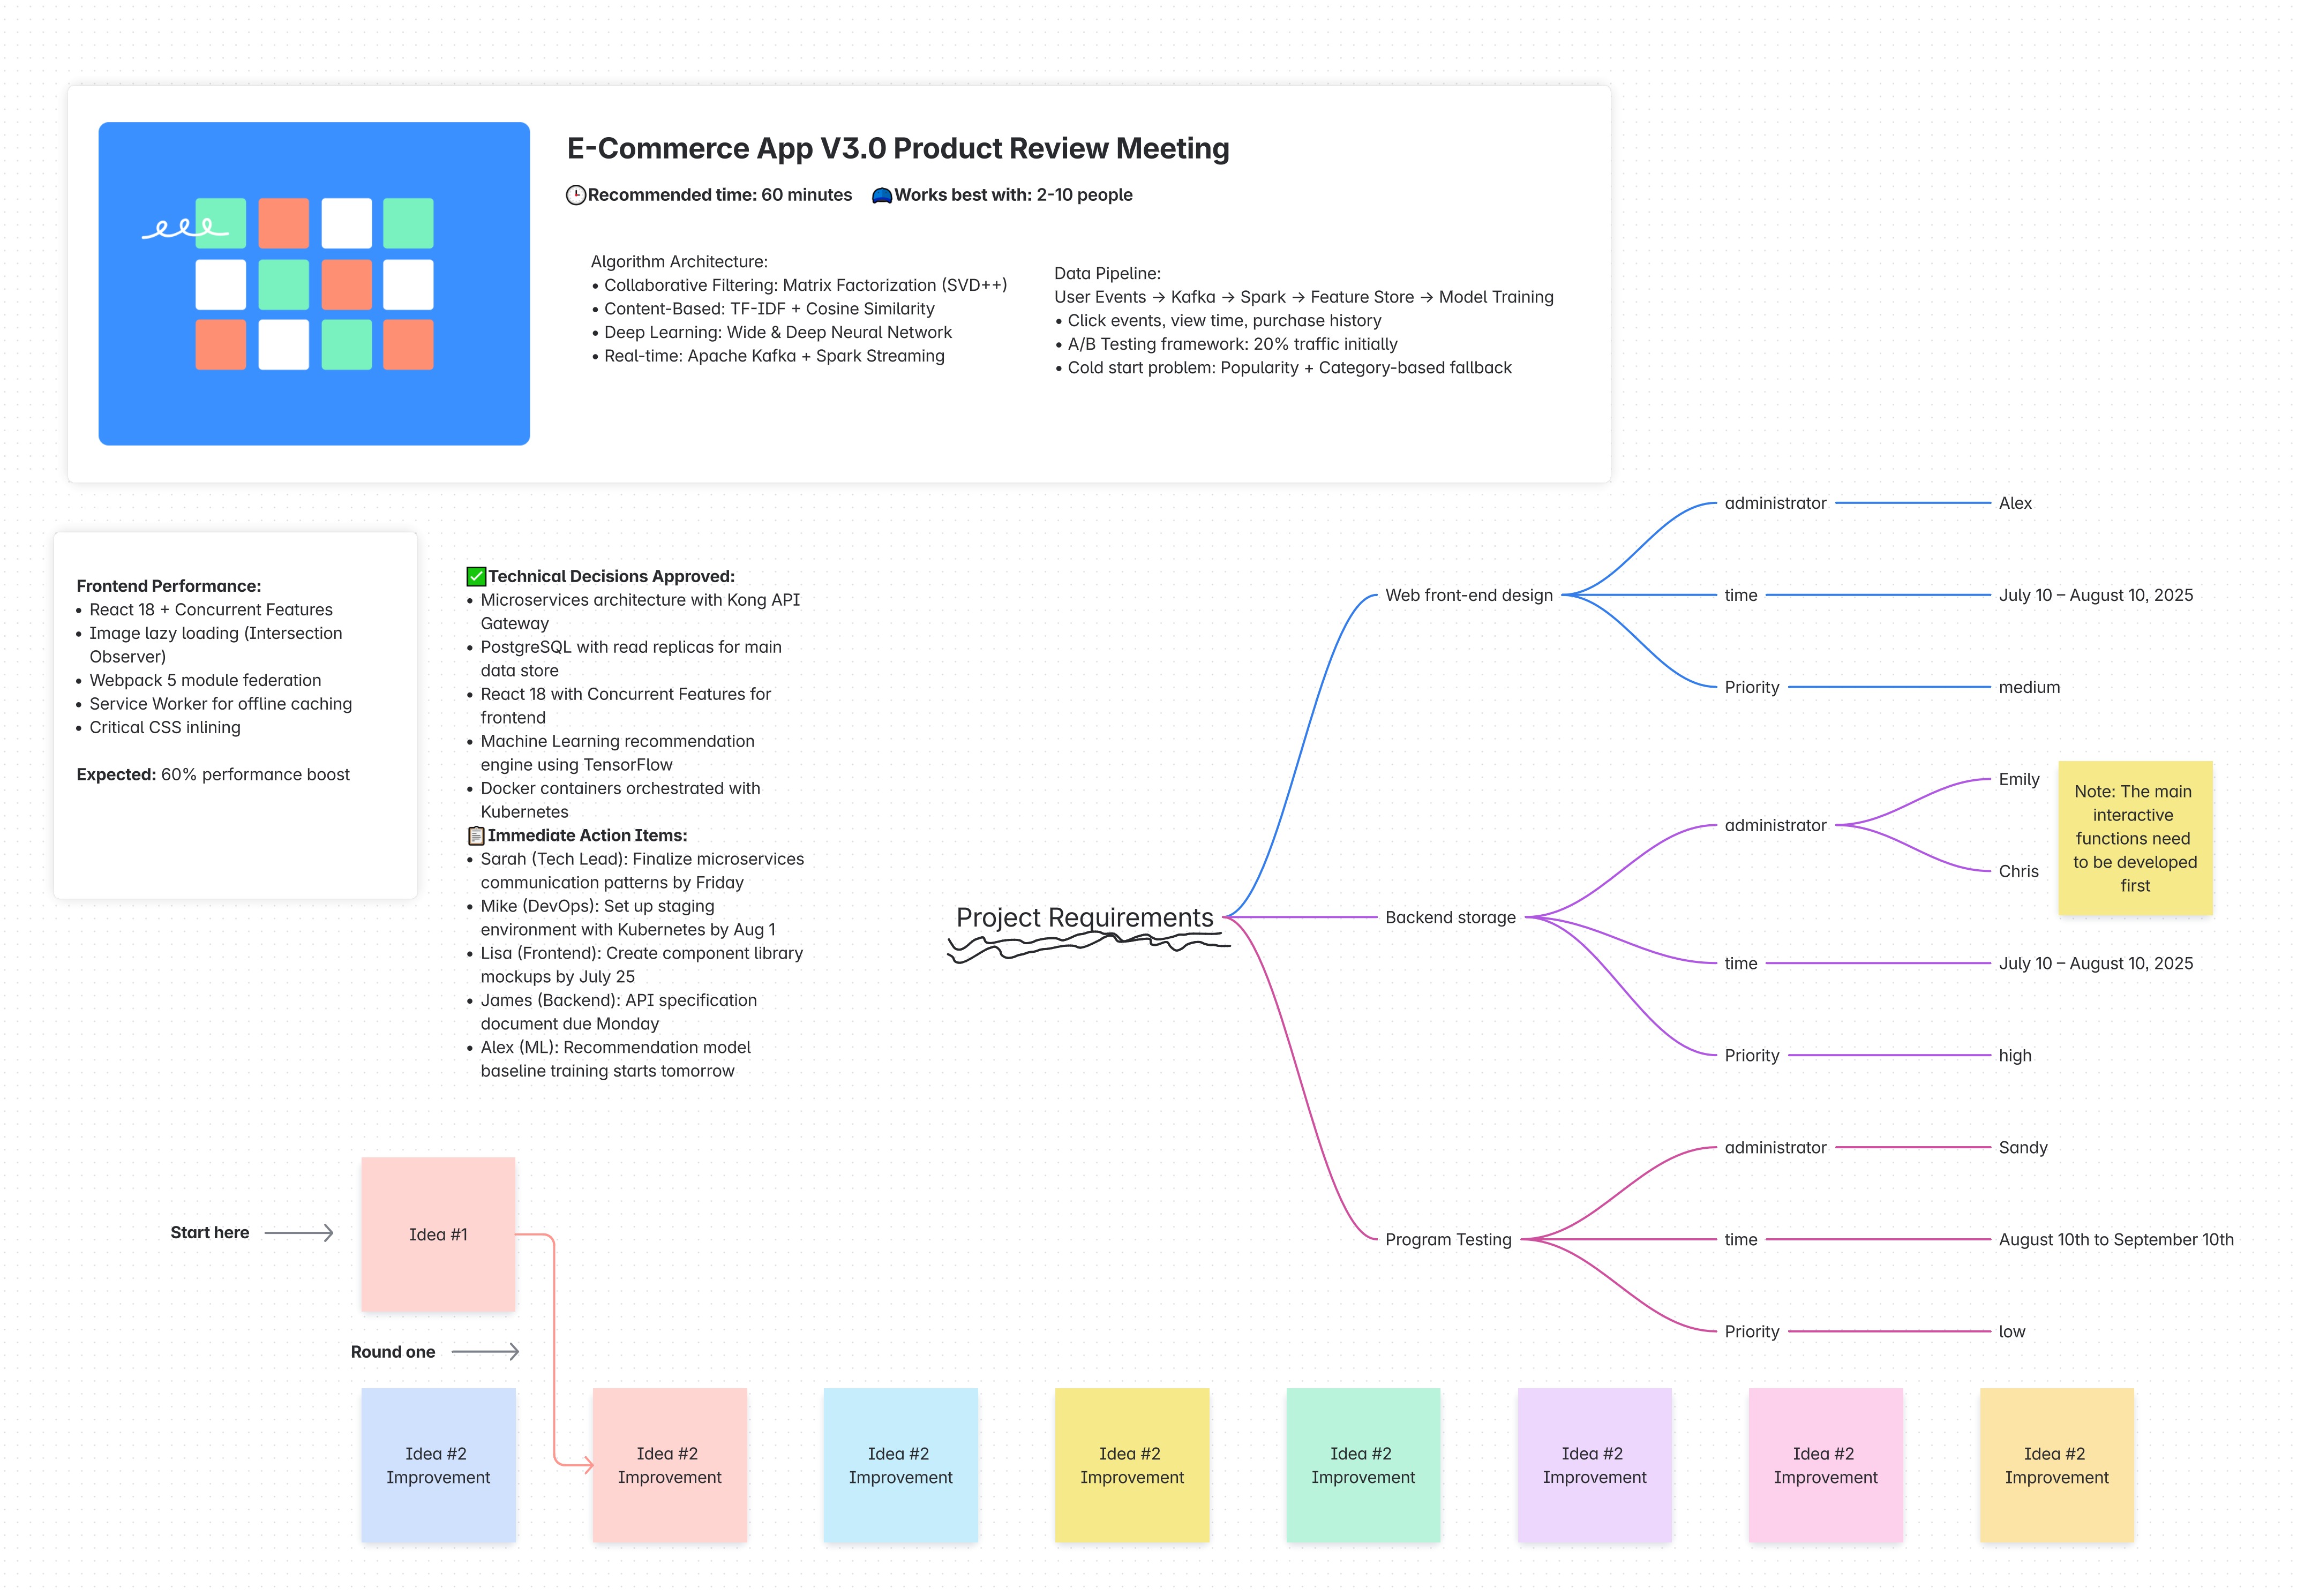 E-Commerce App V3.0 Product Review Meeting
Recommended time: 60 minutes Works best with: 2-10 people
Algorithm Architecture:
• Collaborative Filtering: Matrix Factorization (SVD++)
• Content-Based: TF-IDF + Cosine Similarity
• Deep Learning: Wide & Deep Neural Network
• Real-time: Apache Kafka + Spark Streaming
Data Pipeline:
User Events → Kafka → Spark → Feature Store → Model Training
• Click events, view time, purchase history
• A/B Testing framework: 20% traffic initially
• Cold start problem: Popularity + Category-based fallback
Frontend Performance:
• React 18 + Concurrent Features
• Image lazy loading (Intersection
Observer)
• Webpack 5 module federation
• Service Worker for offline caching
• Critical CSS inlining
Expected: 60% performance boost
✅Technical Decisions Approved:
• Microservices architecture with Kong API
Gateway
• PostgreSQL with read replicas for main
data store
• React 18 with Concurrent Features for
frontend
• Machine Learning recommendation
engine using TensorFlow
• Docker containers orchestrated with
Kubernetes
📋Immediate Action Items:
• Sarah (Tech Lead): Finalize microservices
communication patterns by Friday
• Mike (DevOps): Set up staging
environment with Kubernetes by Aug 1
• Lisa (Frontend): Create component library
mockups by July 25
• James (Backend): API specification
document due Monday
• Alex (ML): Recommendation model
baseline training starts tomorrow
Project Requirements
Web front-end design
administrator
Alex
time
July 10 – August 10, 2025
Priority
medium
Backend storage
administrator
Emily
Chris
Note: The main
interactive
functions need
to be developed
first
time
July 10 – August 10, 2025
Priority
high
Program Testing
administrator
Sandy
time
August 10th to September 10th
Priority
low
Start here
Idea #1
Round one
Idea #2
Improvement
Idea #2
Improvement
Idea #2
Improvement
Idea #2
Improvement
Idea #2
Improvement
Idea #2
Improvement
Idea #2
Improvement
Idea #2
Improvement